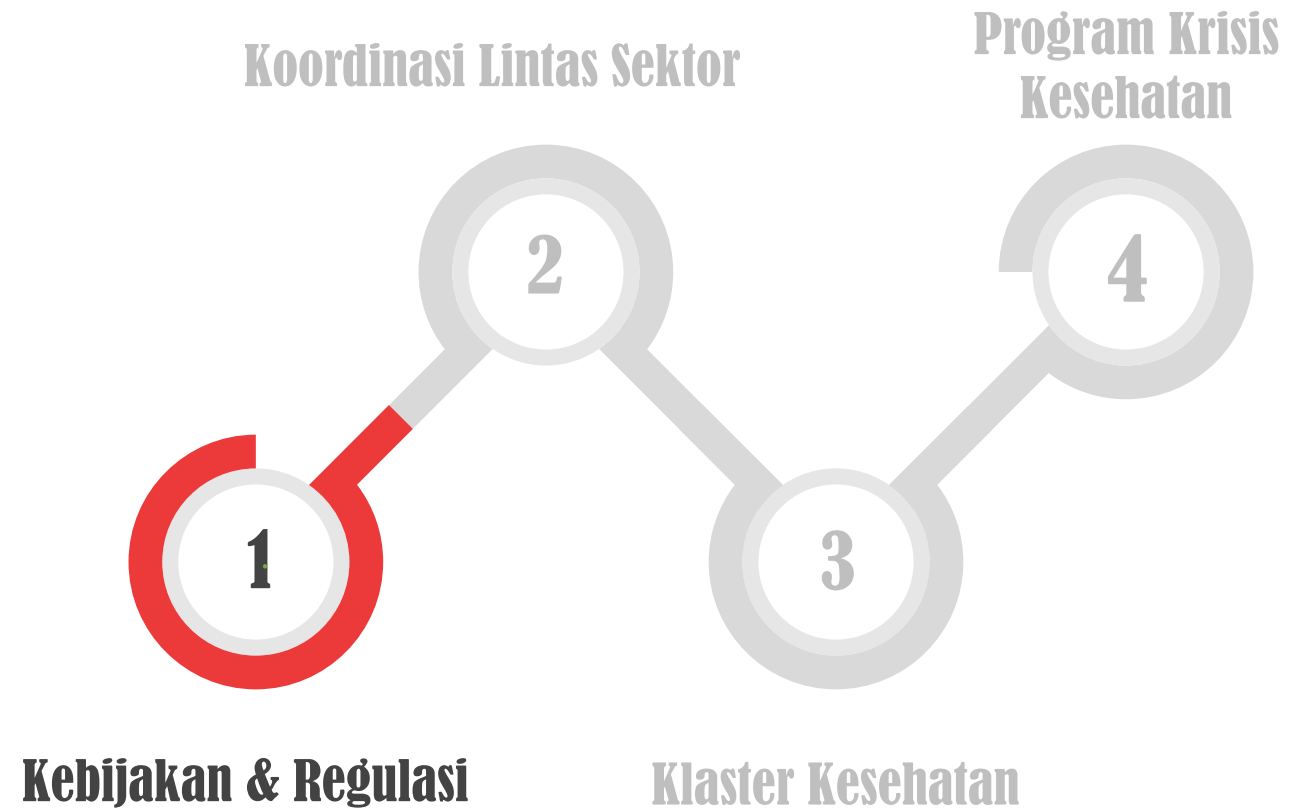 Koordinasi Lintas Sektor
Program Krisis
Kesehatan
2
4
1
3
Kebijakan & Regulasi
Klaster Kesehatan